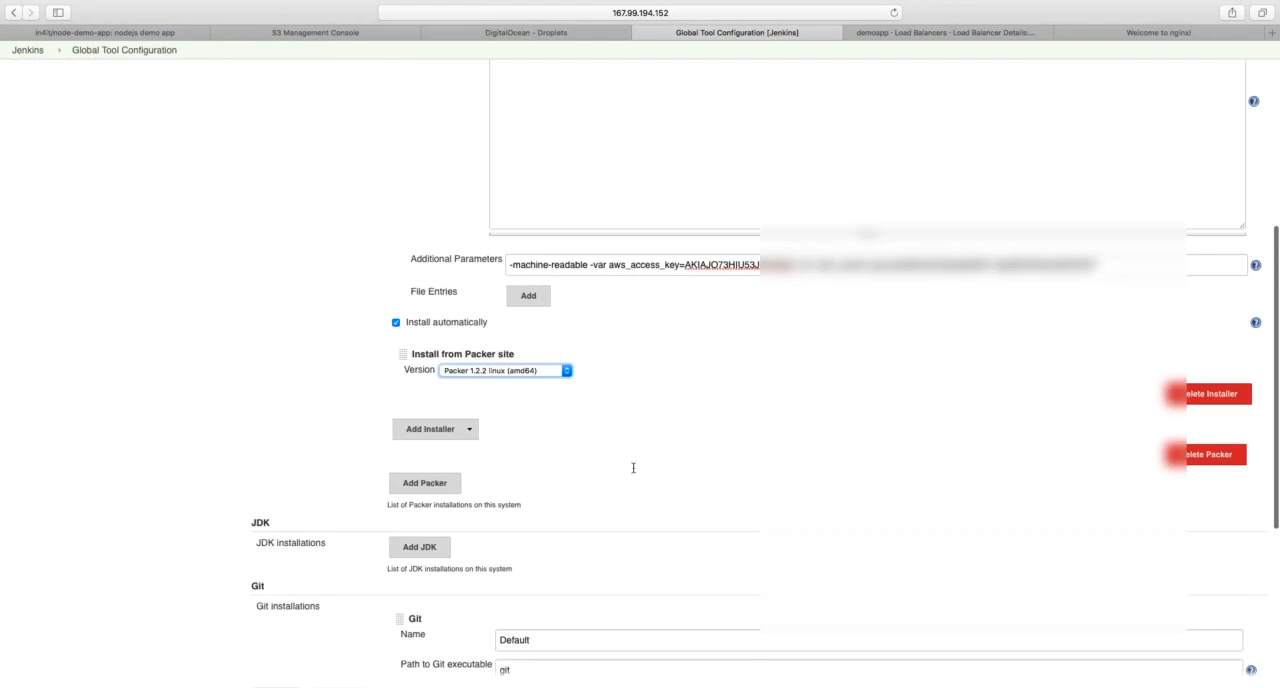 167.99.194.152
in4it/node-demo-app: nodejs demo app
S3 Management Console
DigitalOcean - Droplets
Global Tool Configuration [Jenkins]
demoapp · Load Balancers · Load Balancer Details:...
Welcome to nginx!
Jenkins › Global Tool Configuration
Additional Parameters
-machine-readable -var aws_access_key=AKIAJO73HIU53J
File Entries
Add
Install automatically
Install from Packer site
Version
Packer 1.2.2 linux (amd64)
elete Installer
Add Installer
elete Packer
Add Packer
List of Packer installations on this system
JDK
JDK installations
Add JDK
List of JDK installations on this system
Git
Git installations
Git
Name
Default
Path to Git executable
git